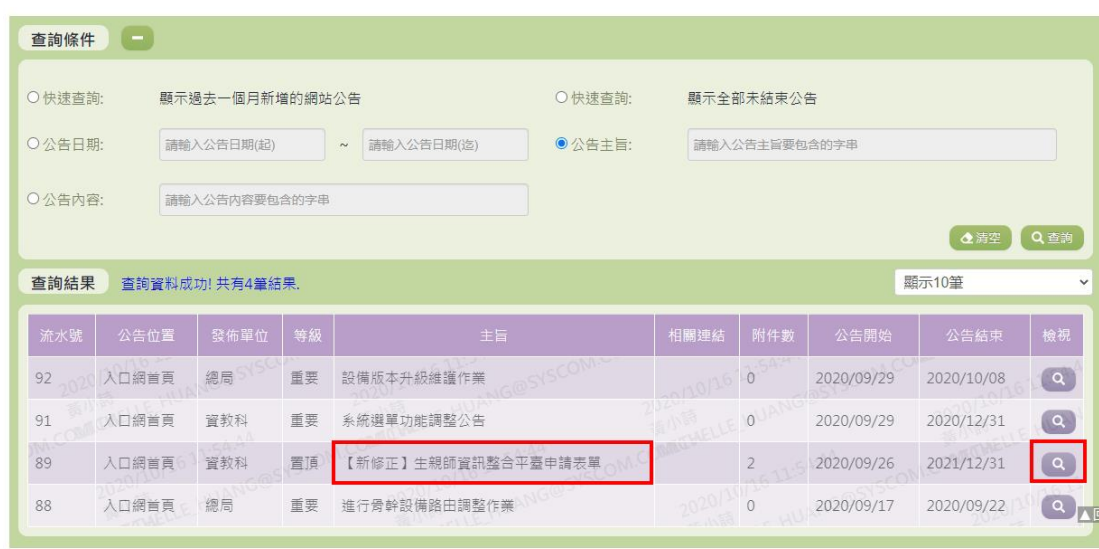 查詢條件 −
快速查詢: 顯示過去一個月新增的網站公告 快速查詢: 顯示全部未結束公告
公告日期: 請輸入公告日期(起) ~ 請輸入公告日期(迄) 公告主旨: 請輸入公告主旨要包含的字串
公告內容: 請輸入公告內容要包含的字串
清空 查詢
查詢結果 查詢資料成功! 共有4筆結果. 顯示10筆
流水號 公告位置 發佈單位 等級 主旨 相關連結 附件數 公告開始 公告結束 檢視
92 入口網首頁 總局 重要 設備版本升級維護作業 0 2020/09/29 2020/10/08
91 入口網首頁 資教科 重要 系統選單功能調整公告 0 2020/09/29 2020/12/31
89 入口網首頁 資教科 置頂 【新修正】生親師資訊整合平臺申請表單 2 2020/09/26 2021/12/31
88 入口網首頁 總局 重要 進行骨幹設備路由調整作業 0 2020/09/17 2020/09/22